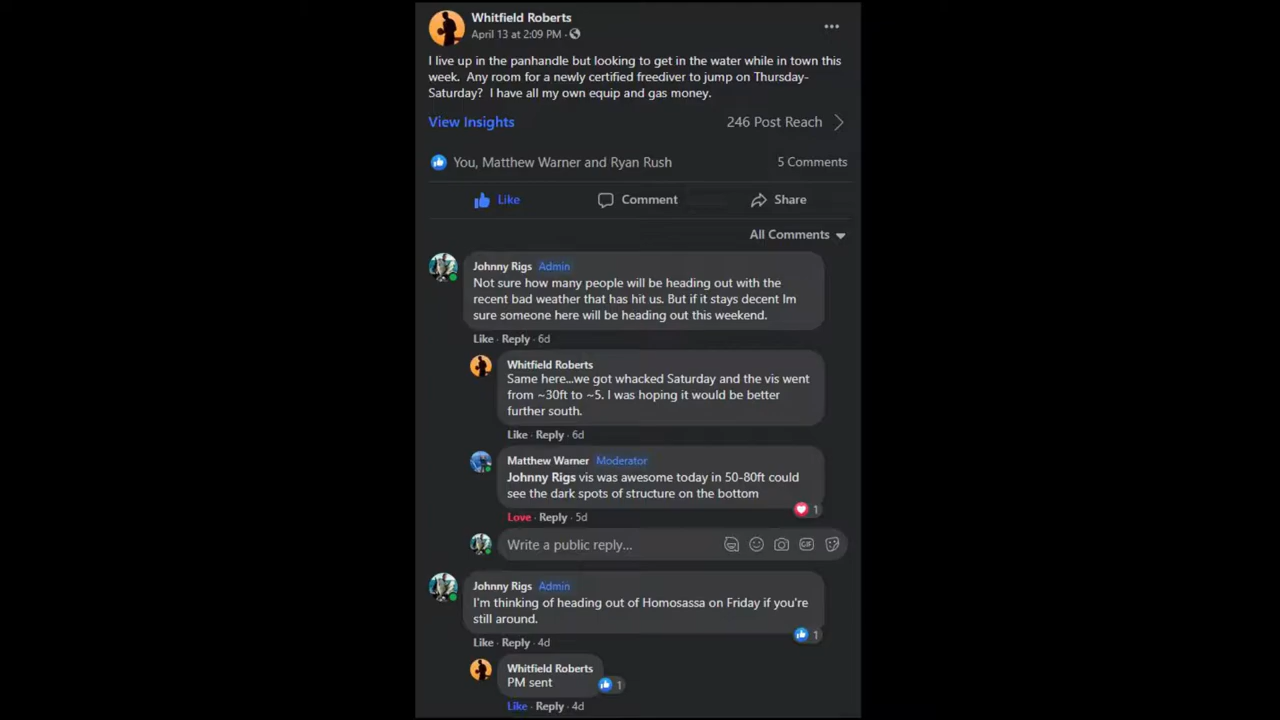 Whitfield Roberts
April 13 at 2:09 PM ·
I live up in the panhandle but looking to get in the water while in town this
week. Any room for a newly certified freediver to jump on Thursday-
Saturday? I have all my own equip and gas money.
View Insights 246 Post Reach
You, Matthew Warner and Ryan Rush 5 Comments
Like Comment Share
All Comments
Johnny Rigs Admin
Not sure how many people will be heading out with the
recent bad weather that has hit us. But if it stays decent Im
sure someone here will be heading out this weekend.
Like · Reply · 6d
Whitfield Roberts
Same here...we got whacked Saturday and the vis went
from ~30ft to ~5. I was hoping it would be better
further south.
Like · Reply · 6d
Matthew Warner Moderator
Johnny Rigs vis was awesome today in 50-80ft could
see the dark spots of structure on the bottom
1
Love · Reply · 5d
Write a public reply... GIF
Johnny Rigs Admin
I'm thinking of heading out of Homosassa on Friday if you're
still around.
1
Like · Reply · 4d
Whitfield Roberts
PM sent
1
Like · Reply · 4d